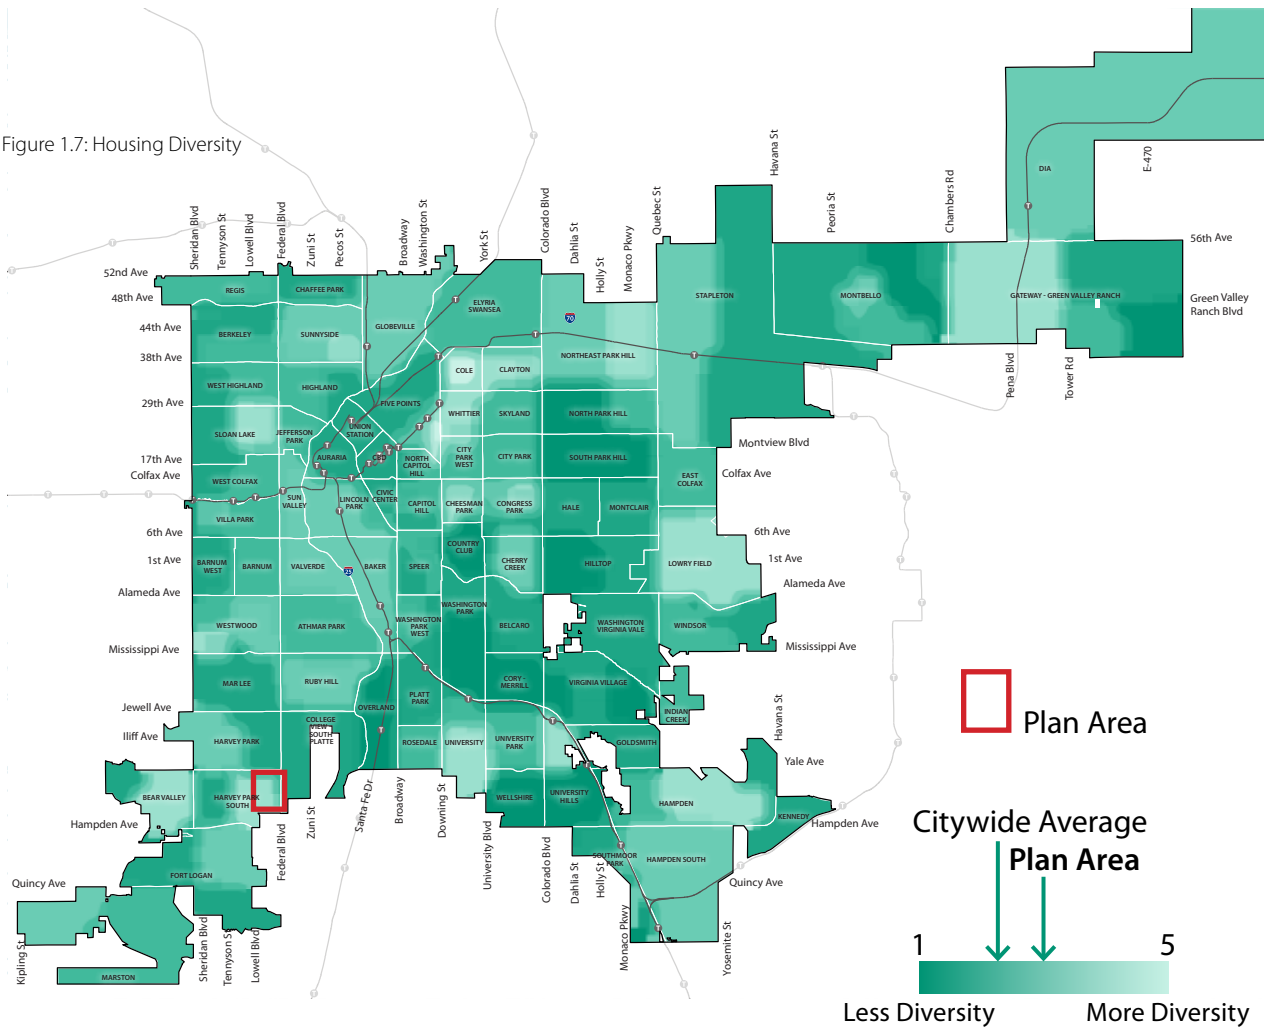 Figure 1.7: Housing Diversity
Sheridan Blvd
Tennyson St
Lowell Blvd
Federal Blvd
Zuni St
Pecos St
Broadway
Washington St
York St
Colorado Blvd
Dahlia St
Holly St
Monaco Pkwy
Quebec St
Havana St
Peoria St
Chambers Rd
E-470
56th Ave
Green Valley
Ranch Blvd
52nd Ave
48th Ave
44th Ave
38th Ave
29th Ave
17th Ave
Colfax Ave
6th Ave
1st Ave
Alameda Ave
Mississippi Ave
Jewell Ave
Iliff Ave
Hampden Ave
Quincy Ave
DIA
REGIS
CHAFFEE PARK
GLOBEVILLE
ELYRIA
SWANSEA
70
STAPLETON
MONTBELLO
GATEWAY - GREEN VALLEY RANCH
BERKELEY
SUNNYSIDE
NORTHEAST PARK HILL
COLE
CLAYTON
WEST HIGHLAND
HIGHLAND
FIVE POINTS
WHITTIER
SKYLAND
NORTH PARK HILL
SLOAN LAKE
JEFFERSON
PARK
UNION
STATION
AURARIA
CBD
NORTH
CAPITOL
HILL
CITY
PARK
WEST
CITY PARK
SOUTH PARK HILL
EAST
COLFAX
WEST COLFAX
SUN
VALLEY
LINCOLN
PARK
CIVIC
CENTER
CAPITOL
HILL
CHEESMAN
PARK
CONGRESS
PARK
HALE
MONTCLAIR
VILLA PARK
BARNUM
WEST
BARNUM
VALVERDE
25
BAKER
SPEER
COUNTRY
CLUB
CHERRY
CREEK
HILLTOP
LOWRY FIELD
WESTWOOD
ATHMAR PARK
WASHINGTON
PARK
WEST
WASHINGTON
PARK
BELCARO
WASHINGTON
VIRGINIA VALE
WINDSOR
MAR LEE
RUBY HILL
OVERLAND
PLATT
PARK
CORY -
MERRILL
VIRGINIA VILLAGE
INDIAN
CREEK
HARVEY PARK
COLLEGE
VIEW
SOUTH
PLATTE
ROSEDALE
UNIVERSITY
UNIVERSITY
PARK
GOLDSMITH
BEAR VALLEY
HARVEY PARK
SOUTH
WELLSHIRE
UNIVERSITY
HILLS
HAMPDEN
KENNEDY
FORT LOGAN
SOUTHMOOR
PARK
HAMPDEN SOUTH
MARSTON
Pena Blvd
Tower Rd
Montview Blvd
Colfax Ave
6th Ave
1st Ave
Alameda Ave
Mississippi Ave
Havana St
Yale Ave
Hampden Ave
Quincy Ave
Kipling St
Sheridan Blvd
Tennyson St
Lowell Blvd
Federal Blvd
Zuni St
Santa Fe Dr
Broadway
Downing St
University Blvd
Colorado Blvd
Dahlia St
Holly St
Monaco Pkwy
Yosemite St
Plan Area
Citywide Average
Plan Area
1
5
Less Diversity
More Diversity